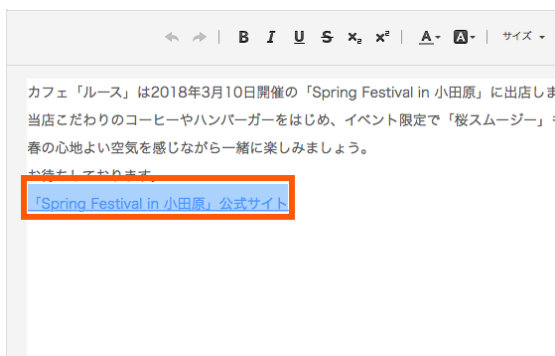 B I U S X₂ X² A A サイズ
カフェ「ルース」は2018年3月10日開催の「Spring Festival in 小田原」に出店しま
当店こだわりのコーヒーやハンバーガーをはじめ、イベント限定で「桜スムージー」
春の心地よい空気を感じながら一緒に楽しみましょう。
お待ちしております。
「Spring Festival in 小田原」公式サイト